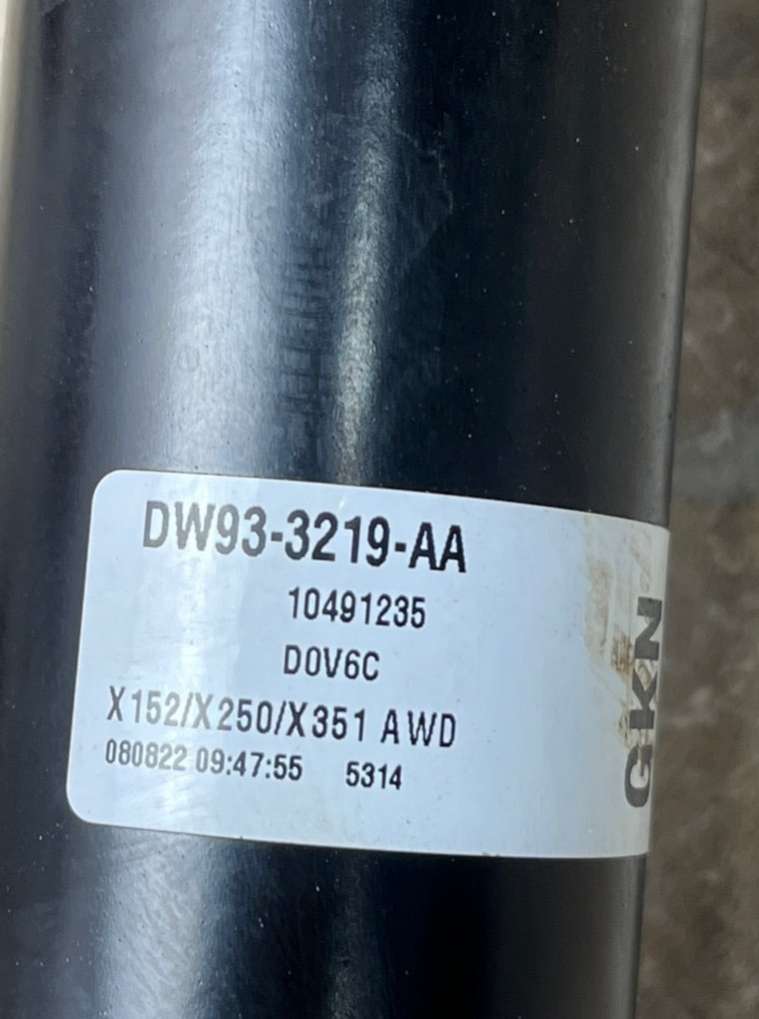 DW93-3219-AA
10491235
D0V6C
X152/X250/X351 AWD
080822 09:47:55 5314
GKN